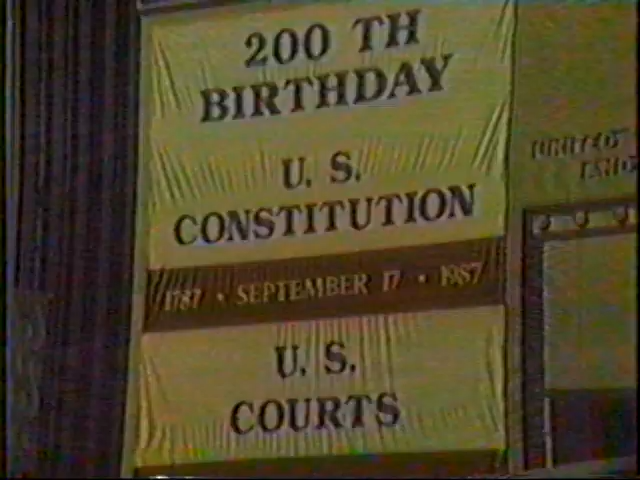 200 TH
BIRTHDAY
U. S.
CONSTITUTION
1787 • SEPTEMBER 17 • 1987
U. S.
COURTS